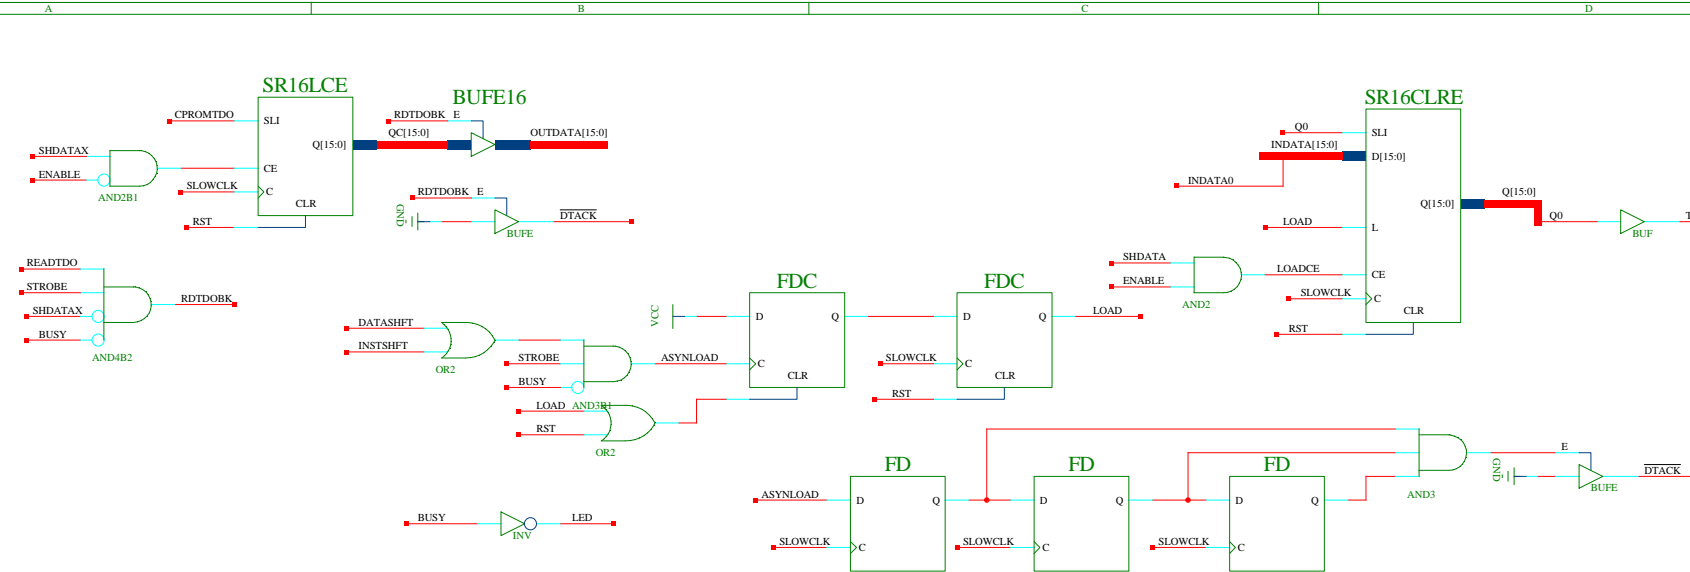 A B C D
SR16LCE
BUFE16
SR16CLRE
CPROMTDO
SLI
Q[15:0]
CE
C
CLR
SHDATAX
ENABLE
AND2B1
SLOWCLK
RST
RDTDOBK E
QC[15:0]
OUTDATA[15:0]
RDTDOBK E
GND
DTACK
BUFE
Q0
SLI
INDATA[15:0]
D[15:0]
INDATA0
Q[15:0]
Q[15:0]
Q0
BUF
LOAD
L
SHDATA
ENABLE
AND2
LOADCE
CE
SLOWCLK
C
CLR
RST
READTDO
STROBE
SHDATAX
BUSY
AND4B2
RDTDOBK
DATASHFT
INSTSHFT
OR2
STROBE
BUSY
AND3B1
ASYNLOAD
LOAD
RST
OR2
VCC
FDC
D
Q
C
CLR
FDC
D
Q
SLOWCLK
C
CLR
RST
LOAD
FD
ASYNLOAD
D
Q
SLOWCLK
C
FD
D
Q
SLOWCLK
C
FD
D
Q
SLOWCLK
C
AND3
E
GND
BUFE
DTACK
BUSY
INV
LED